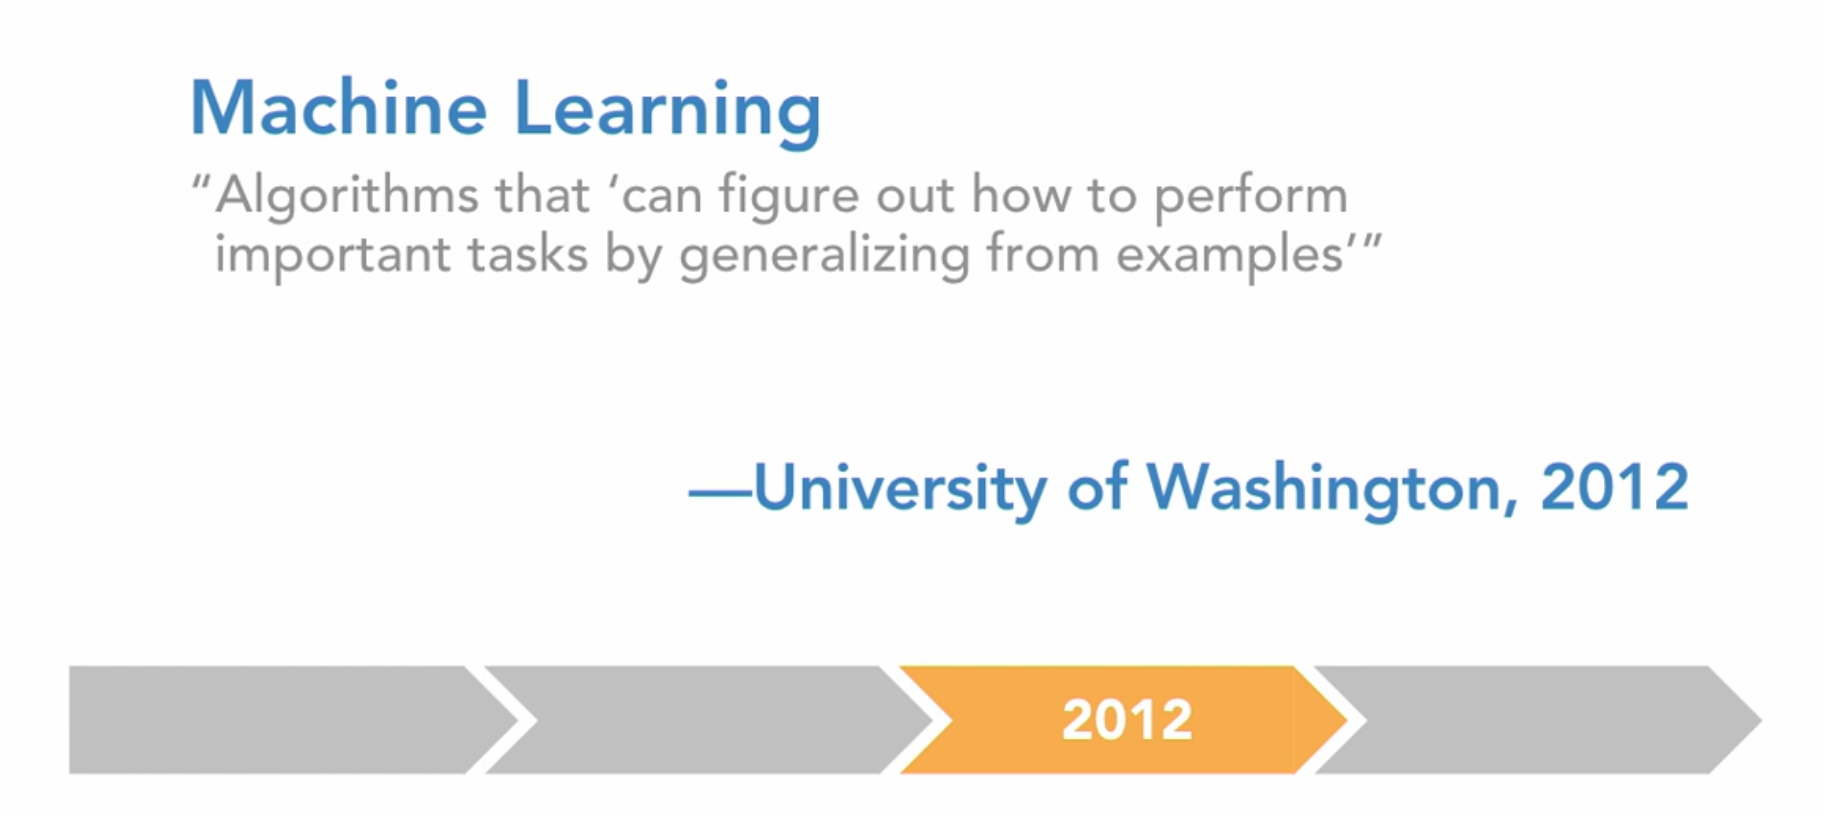 Machine Learning
“Algorithms that ‘can figure out how to perform
important tasks by generalizing from examples’”
—University of Washington, 2012
2012